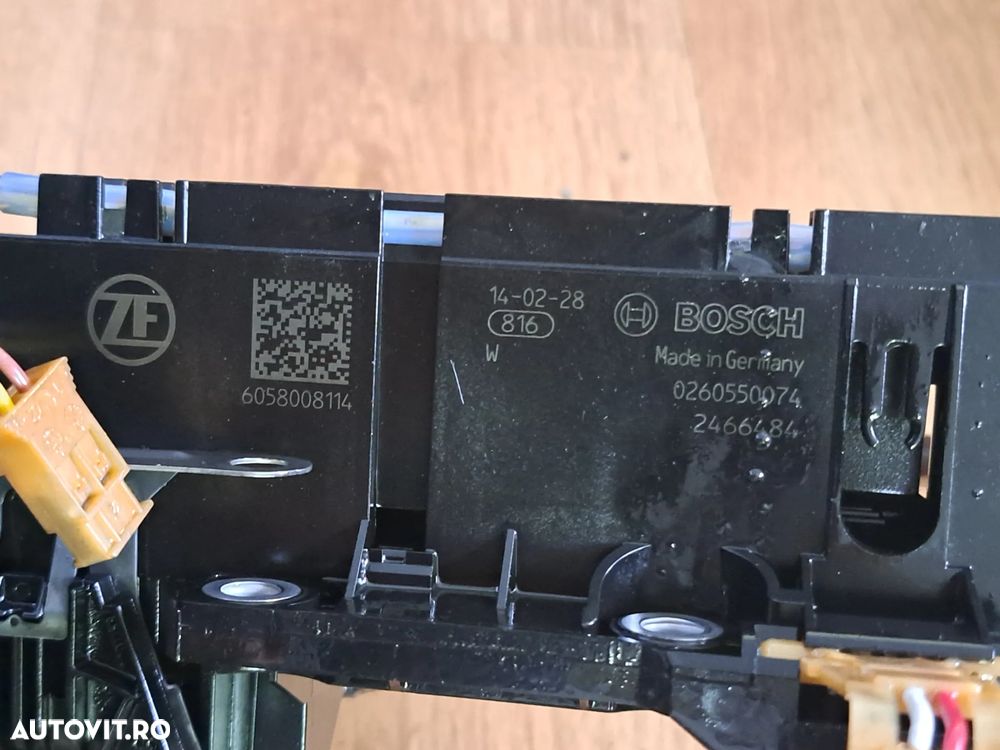 ZF
6058008114
14-02-28
816
W
BOSCH
Made in Germany
0260550074
2466484
AUTOVIT.RO